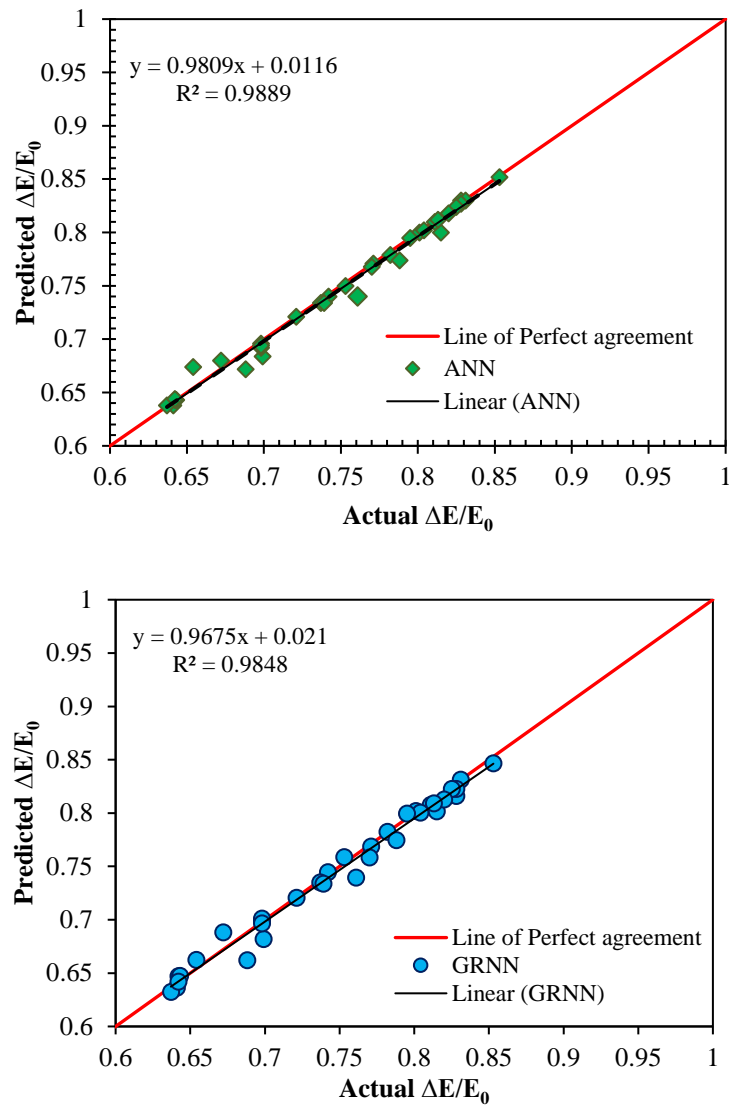 1
0.95
0.9
0.85
0.8
0.75
0.7
0.65
0.6
Predicted ΔE/E₀
y = 0.9809x + 0.0116
R² = 0.9889
Line of Perfect agreement
ANN
Linear (ANN)
0.6 0.65 0.7 0.75 0.8 0.85 0.9 0.95 1
Actual ΔE/E₀
1
0.95
0.9
0.85
0.8
0.75
0.7
0.65
0.6
Predicted ΔE/E₀
y = 0.9675x + 0.021
R² = 0.9848
Line of Perfect agreement
GRNN
Linear (GRNN)
0.6 0.65 0.7 0.75 0.8 0.85 0.9 0.95 1
Actual ΔE/E₀